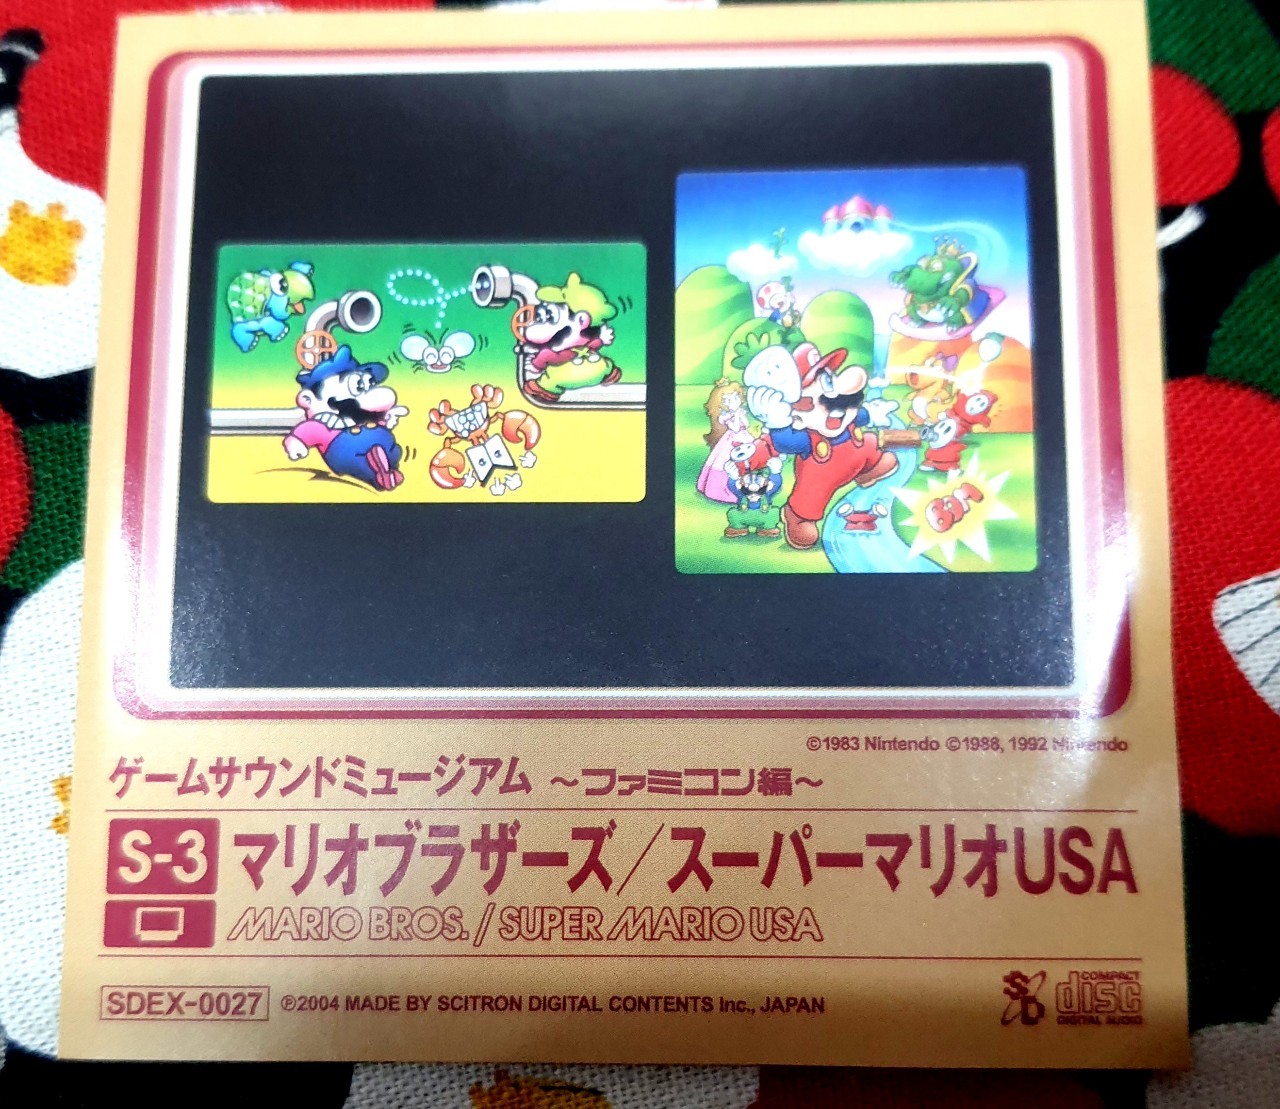 ©1983 Nintendo ©1988, 1992 Nintendo
ゲームサウンドミュージアム ～ファミコン編～
S-3 マリオブラザーズ／スーパーマリオUSA
MARIO BROS. / SUPER MARIO USA
SDEX-0027 ©2004 MADE BY SCITRON DIGITAL CONTENTS Inc., JAPAN
SD COMPACT disc DIGITAL AUDIO